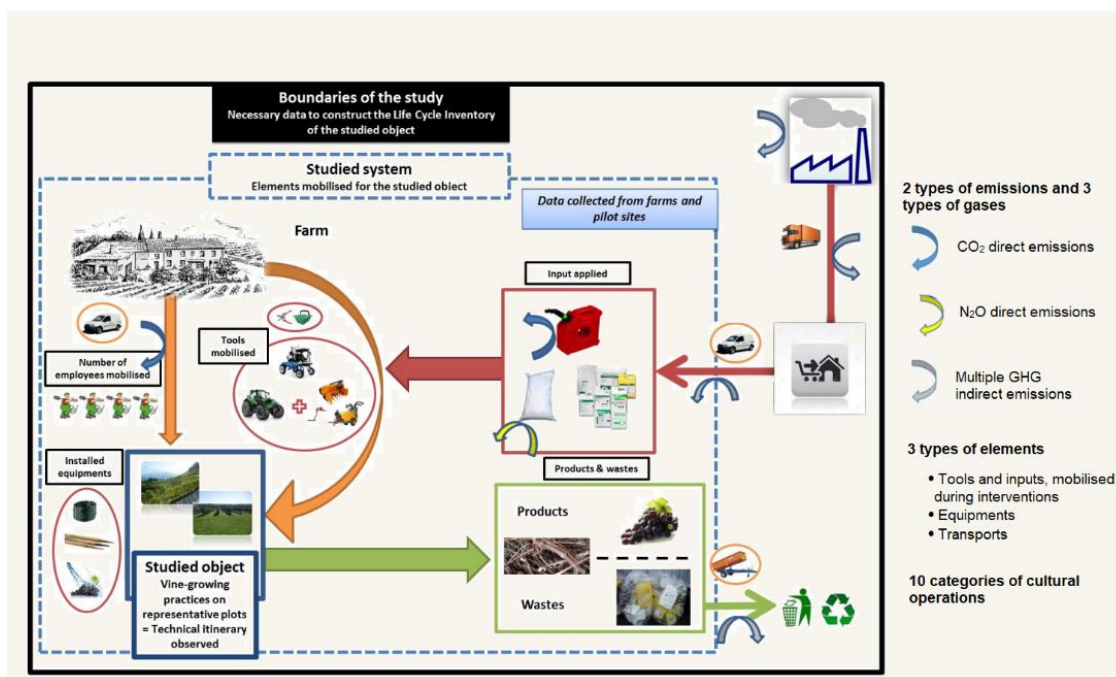 Boundaries of the study
Necessary data to construct the Life Cycle Inventory
of the studied object
Studied system
Elements mobilised for the studied object
Data collected from farms and
pilot sites
Farm
Input applied
Tools
mobilised
Number of
employees mobilised
Installed
equipments
Products & wastes
Products
Wastes
Studied object
Vine-growing
practices on
representative plots
= Technical itinerary
observed
2 types of emissions and 3
types of gases
CO₂ direct emissions
N₂O direct emissions
Multiple GHG
indirect emissions
3 types of elements
• Tools and inputs, mobilised
during interventions
• Equipments
• Transports
10 categories of cultural
operations